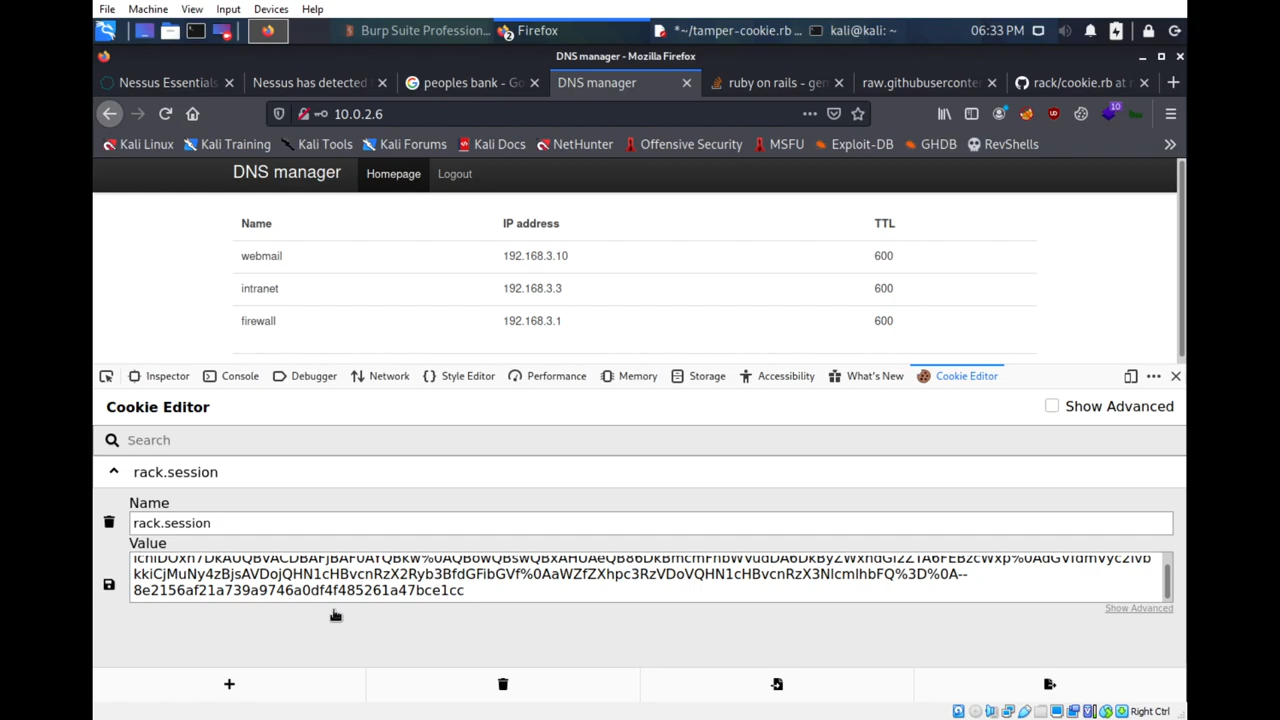 File Machine View Input Devices Help
Burp Suite Profession... 2 Firefox *~/tamper-cookie.rb ... kali@kali: ~ 06:33 PM
DNS manager - Mozilla Firefox
Nessus Essentials Nessus has detected peoples bank - Go DNS manager ruby on rails - gen raw.githubuserconte rack/cookie.rb at
10.0.2.6 10
Kali Linux Kali Training Kali Tools Kali Forums Kali Docs NetHunter Offensive Security MSFU Exploit-DB GHDB RevShells
DNS manager Homepage Logout
Name IP address TTL
webmail 192.168.3.10 600
intranet 192.168.3.3 600
firewall 192.168.3.1 600
Inspector Console Debugger Network Style Editor Performance Memory Storage Accessibility What's New Cookie Editor
Cookie Editor Show Advanced
Search
rack.session
Name
rack.session
Value
8e2156af21a739a9746a0df4f485261a47bce1cc
Show Advanced
Right Ctrl